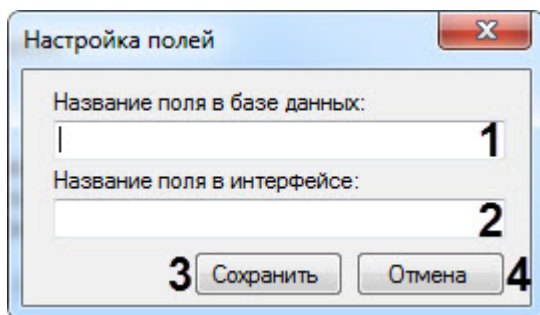 Настройка полей
Название поля в базе данных:
1
Название поля в интерфейсе:
2
3 Сохранить Отмена 4